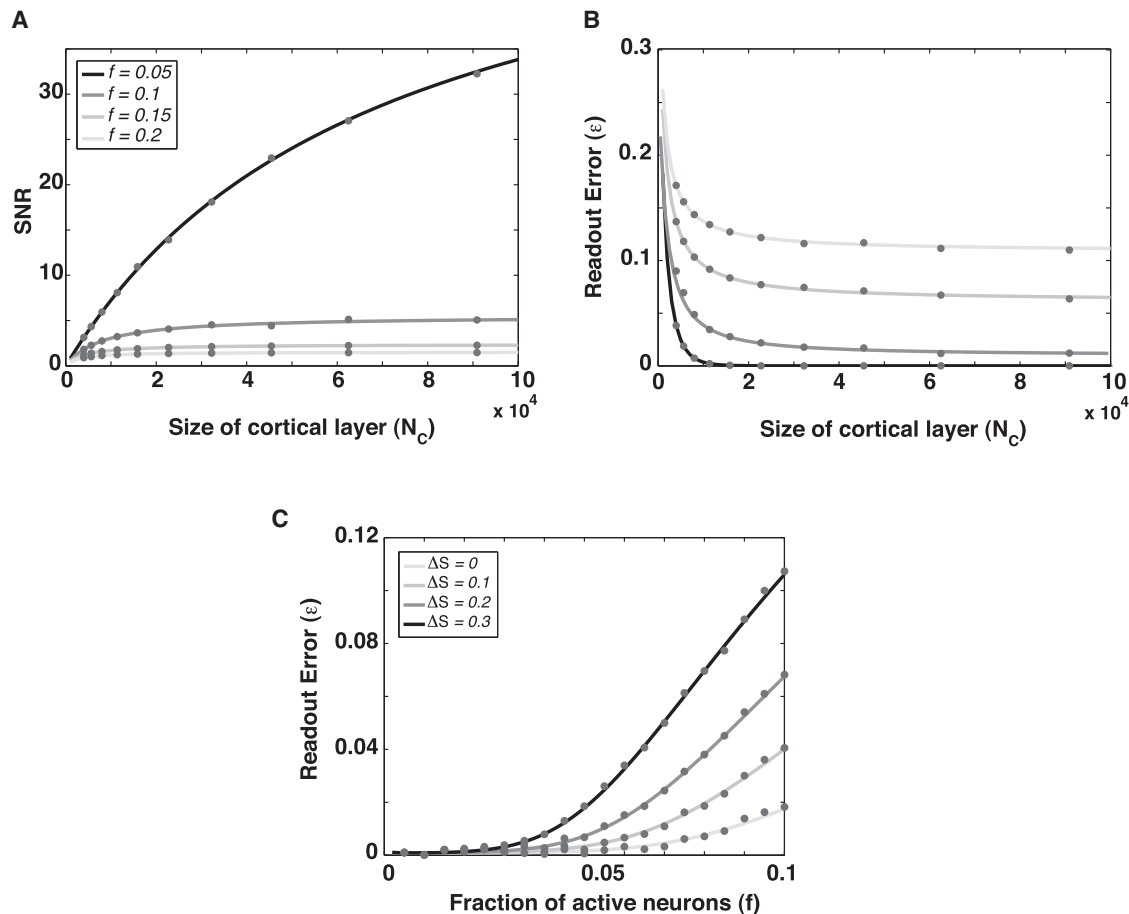 A
SNR
30
20
10
0
f = 0.05
f = 0.1
f = 0.15
f = 0.2
0 2 4 6 8 10
x 10^4
Size of cortical layer (N_C)
B
Readout Error (ε)
0.3
0.2
0.1
0
0 2 4 6 8 10
x 10^4
Size of cortical layer (N_C)
C
Readout Error (ε)
0.12
0.08
0.04
0
ΔS = 0
ΔS = 0.1
ΔS = 0.2
ΔS = 0.3
0 0.05 0.1
Fraction of active neurons (f)